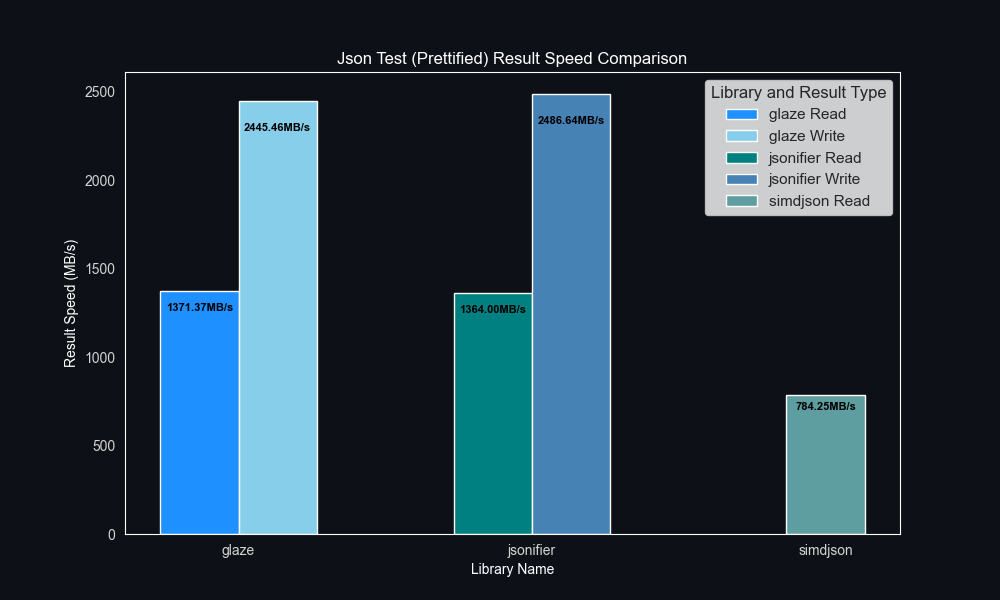 Json Test (Prettified) Result Speed Comparison
Library and Result Type
glaze Read
glaze Write
jsonifier Read
jsonifier Write
simdjson Read
2500
2000
1500
1000
500
0
Result Speed (MB/s)
2445.46MB/s
2486.64MB/s
1371.37MB/s
1364.00MB/s
784.25MB/s
glaze
jsonifier
simdjson
Library Name